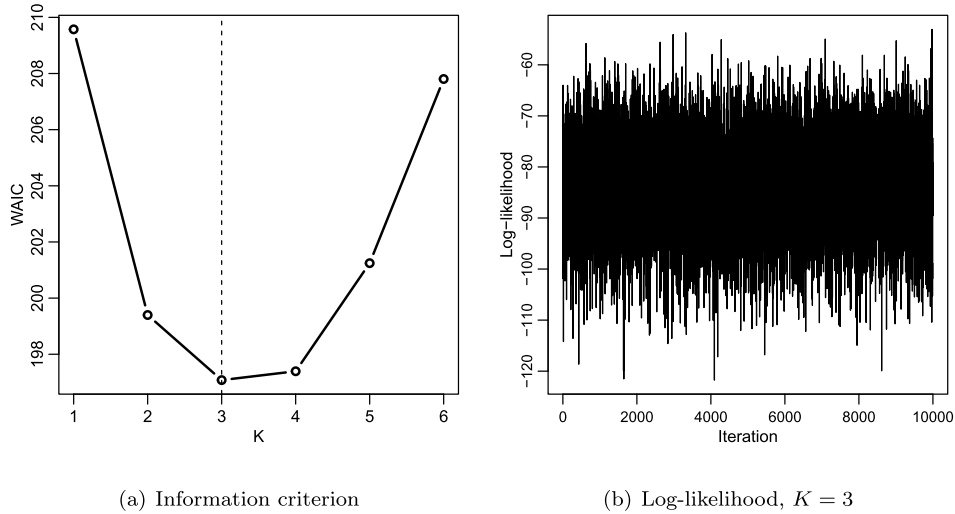 WAIC
210
208
206
204
202
200
198
1 2 3 4 5 6
K
(a) Information criterion
Log−likelihood
−60
−70
−80
−90
−100
−110
−120
0 2000 4000 6000 8000 10000
Iteration
(b) Log-likelihood, K = 3